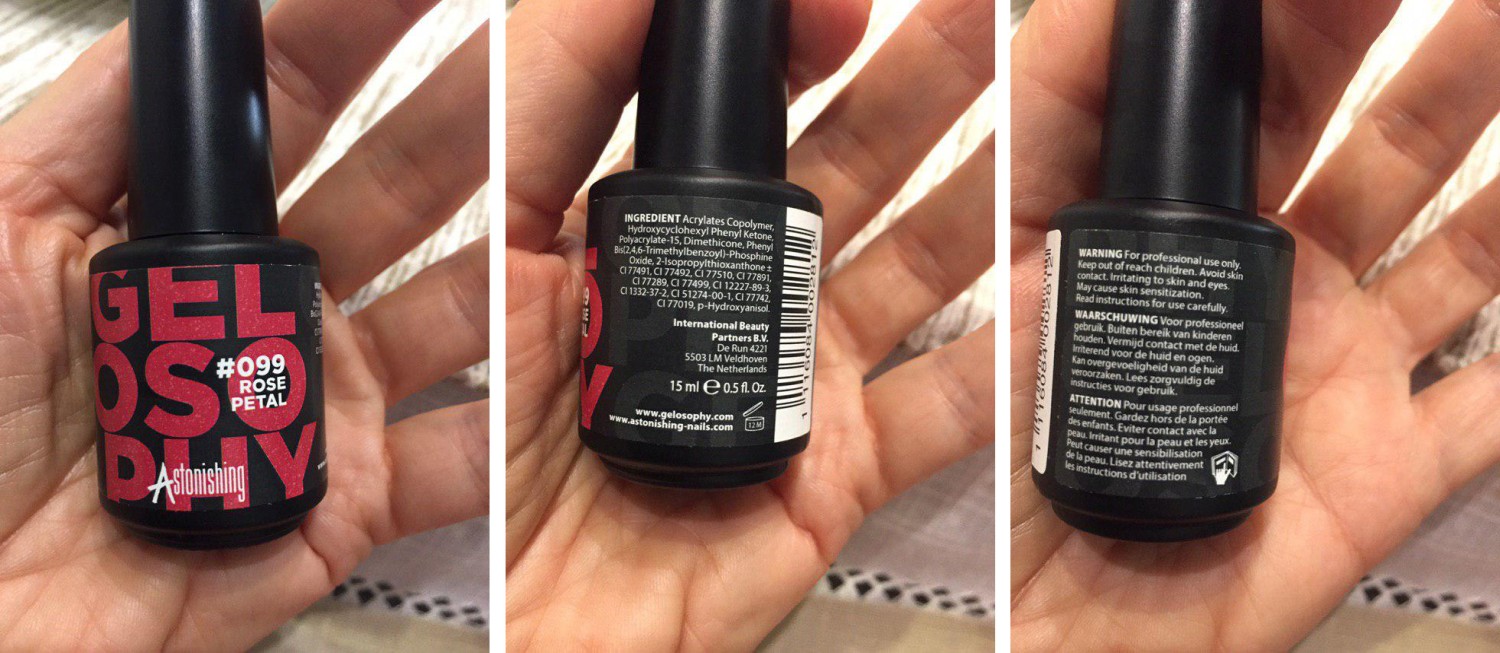 GEL
OSO
PHY
#099
ROSE
PETAL
Astonishing
INGREDIENT Acrylates Copolymer,
Hydroxycyclohexyl Phenyl Ketone,
Polyacrylate-15, Dimethicone, Phenyl
Bis(2,4,6-Trimethylbenzoyl)-Phosphine
Oxide, 2-Isopropylthioxanthone ±
CI 77491, CI 77492, CI 77510, CI 77891,
CI 77289, CI 77499, CI 12227-89-3,
CI 1332-37-2, CI 51274-00-1, CI 77742,
CI 77019, p-Hydroxyanisol.
International Beauty
Partners B.V.
De Run 4221
5503 LM Veldhoven
The Netherlands
15 ml ℮ 0.5 fl. Oz.
www.gelosophy.com
www.astonishing-nails.com
12 M
1 116084 002812
WARNING For professional use only.
Keep out of reach children. Avoid skin
contact. Irritating to skin and eyes.
May cause skin sensitization.
Read instructions for use carefully.
WAARSCHUWING Voor professioneel
gebruik. Buiten bereik van kinderen
houden. Vermijd contact met de huid.
Irriterend voor de huid en ogen.
Kan overgevoeligheid van de huid
veroorzaken. Lees zorgvuldig de
instructies voor gebruik.
ATTENTION Pour usage professionnel
seulement. Gardez hors de la portée
des enfants. Eviter contact avec la
peau. Irritant pour la peau et les yeux.
Peut causer une sensibilisation
de la peau. Lisez attentivement
les instructions d'utilisation
1 116084 002812